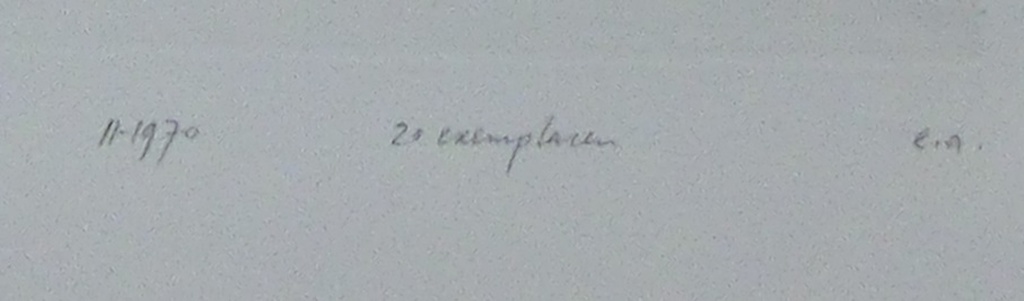 11-1970 20 exemplaren e.a.